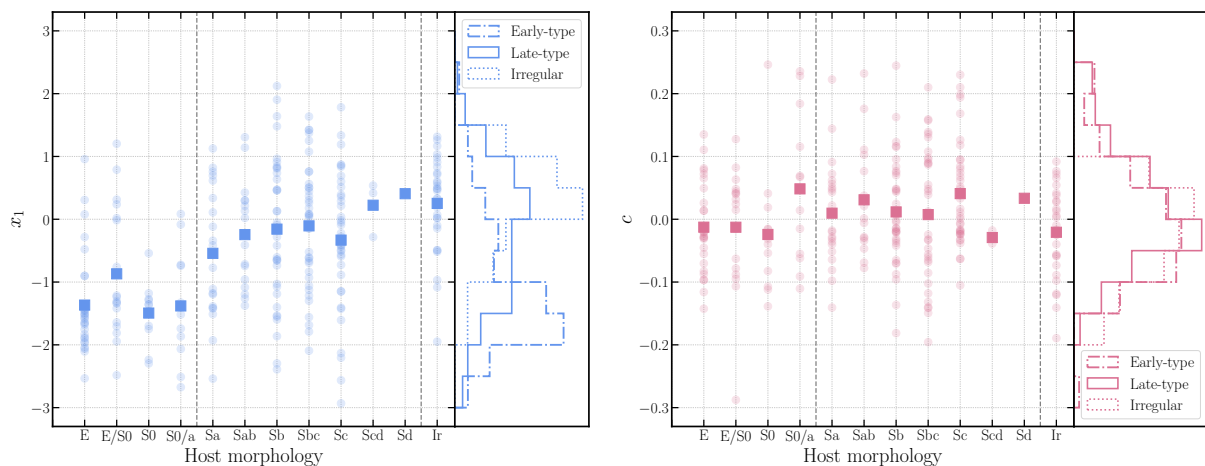 3
2
1
0
−1
−2
−3
x₁
E
E/S0
S0
S0/a
Sa
Sab
Sb
Sbc
Sc
Scd
Sd
Ir
Host morphology
Early-type
Late-type
Irregular
0.3
0.2
0.1
0.0
−0.1
−0.2
−0.3
c
E
E/S0
S0
S0/a
Sa
Sab
Sb
Sbc
Sc
Scd
Sd
Ir
Host morphology
Early-type
Late-type
Irregular